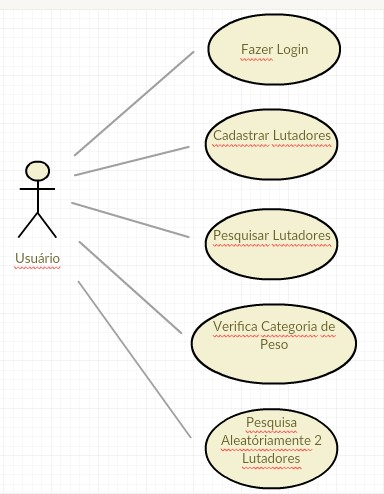 Fazer Login
Cadastrar Lutadores
Pesquisar Lutadores
Usuário
Verifica Categoria de
Peso
Pesquisa
Aleatóriamente 2
Lutadores